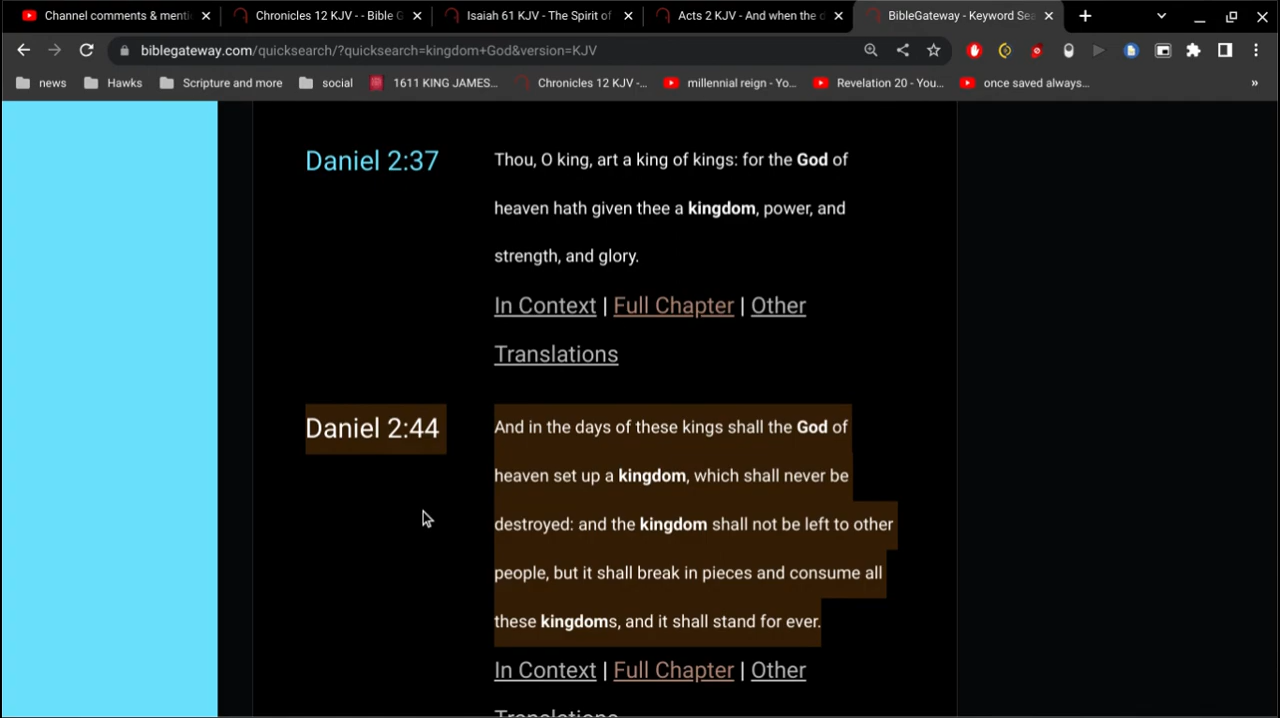 Channel comments & menti
Chronicles 12 KJV - - Bible G
Isaiah 61 KJV - The Spirit of
Acts 2 KJV - And when the d
BibleGateway - Keyword Sea
biblegateway.com/quicksearch/?quicksearch=kingdom+God&version=KJV
news
Hawks
Scripture and more
social
1611 KING JAMES...
Chronicles 12 KJV -...
millennial reign - Yo...
Revelation 20 - You...
once saved always...
»
Daniel 2:37
Thou, O king, art a king of kings: for the God of
heaven hath given thee a kingdom, power, and
strength, and glory.
In Context | Full Chapter | Other
Translations
Daniel 2:44
And in the days of these kings shall the God of
heaven set up a kingdom, which shall never be
destroyed: and the kingdom shall not be left to other
people, but it shall break in pieces and consume all
these kingdoms, and it shall stand for ever.
In Context | Full Chapter | Other
Translations